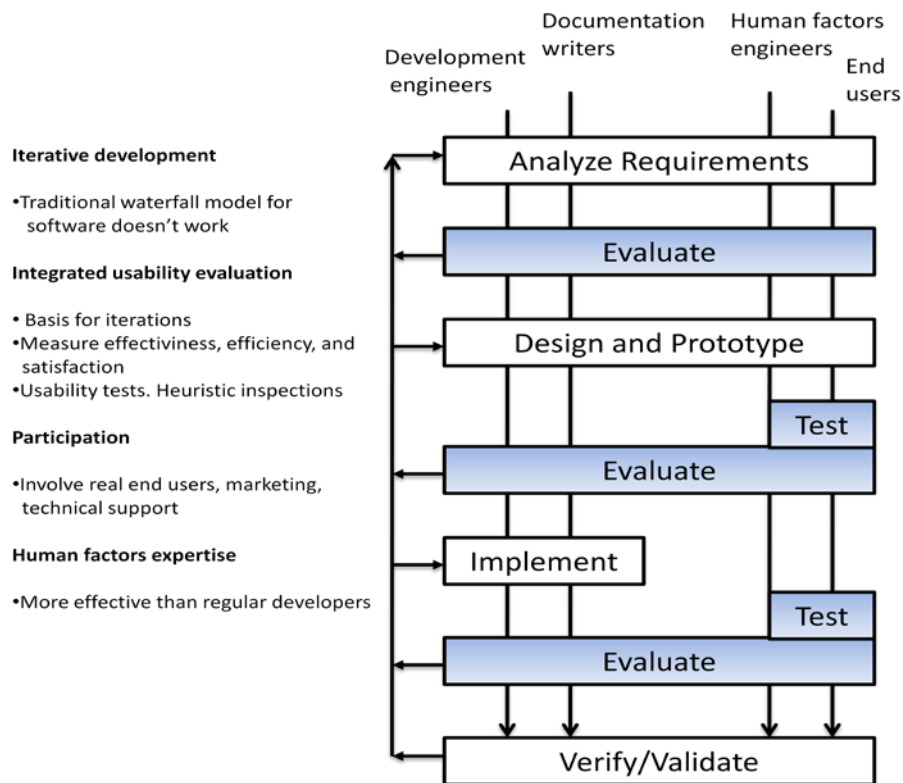 Documentation
writers
Human factors
engineers
Development
engineers
End
users
Iterative development
•Traditional waterfall model for
software doesn't work
Integrated usability evaluation
• Basis for iterations
•Measure effectiviness, efficiency, and
satisfaction
•Usability tests. Heuristic inspections
Participation
•Involve real end users, marketing,
technical support
Human factors expertise
•More effective than regular developers
Analyze Requirements
Evaluate
Design and Prototype
Test
Evaluate
Implement
Test
Evaluate
Verify/Validate